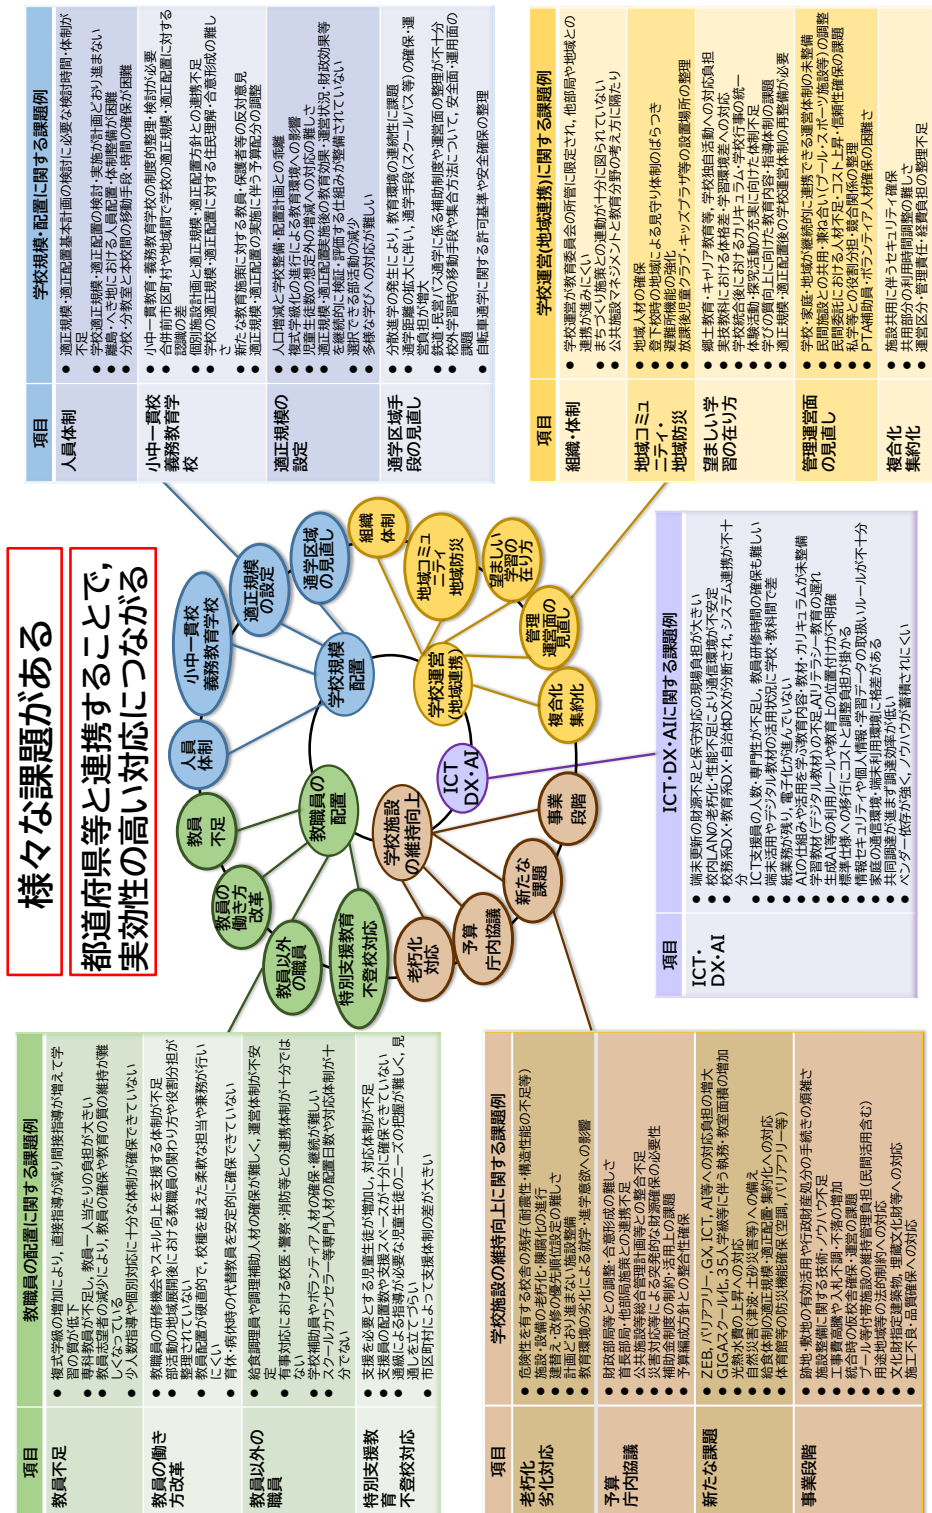 様々な課題がある
都道府県等と連携することで,
実効性の高い対応につながる
項目
教職員の配置に関する課題例
教員不足
● 複式学級の増加により, 直接指導が減り間接指導が増えて学
習の質が低下
● 専科教員が不足し, 教員一人当たりの負担が大きい
● 教員志望者の減少により, 教員の確保や教育の質の維持が難
しくなっている
● 少人数指導や個別対応に十分な体制が確保できていない
教員の働き
方改革
● 教職員の研修機会やスキル向上を支援する体制が不足
● 部活動の地域展開後における教職員の関わり方や役割分担が
整理されていない
● 教員配置が硬直的で, 校種を越えた柔軟な担当や兼務が行い
にくい
● 育休・病休時の代替教員を安定的に確保できていない
教員以外の
職員
● 給食調理員や調理補助人材の確保が難しく, 運営体制が不安
定
● 有事対応における校医・警察・消防等との連携体制が十分では
ない
● 学校補助員やボランティア人材の確保・継続が難しい
● スクールカウンセラー等専門人材の配置日数や対応体制が十
分でない
特別支援教
育
不登校対応
● 支援を必要とする児童生徒が増加し, 対応体制が不足
● 支援員の配置数や支援スペースが十分に確保できていない
● 通級による指導が必要な児童生徒のニーズの把握が難しく, 見
通しを立てづらい
● 市区町村によって支援体制の差が大きい
項目
学校施設の維持向上に関する課題例
老朽化
劣化対応
● 危険性を有する校舎の残存(耐震性・構造性能の不足等)
● 施設・設備の老朽化・陳腐化の進行
● 建替え・改修の優先順位設定の難しさ
● 計画どおり進まない施設整備
● 教育環境の劣化による就学・進学意欲への影響
予算
庁内協議
● 財政部局等との調整・合意形成の難しさ
● 首長部局・他部局施策との連携不足
● 公共施設等総合管理計画等との整合不足
● 災害対応等による突発的な財源確保の必要性
● 補助金制度の制約・活用上の課題
● 予算編成方針との整合性確保
新たな課題
● ZEB, バリアフリー, GX, ICT, AI等への対応負担の増大
● GIGAスクール化, 35人学級等に伴う執務・教室面積の増加
● 光熱水費の上昇への対応
● 自然災害(津波・土砂災害等)への備え
● 給食体制の適正規模・適正配置・集約化への対応
● 体育館等の防災機能確保(空調, バリアフリー等)
事業段階
● 跡地・敷地の有効活用や行政財産処分の手続きの煩雑さ
● 施設整備に関する技術・ノウハウ不足
● 工事費高騰や入札不調・不落の増加
● 統合時の仮校舎確保・運営の課題
● プール等付帯施設の維持管理負担(民間活用含む)
● 用途地域等の法的制約への対応
● 文化財指定建築物, 埋蔵文化財等への対応
● 施工不良・品質確保への対応
教員
不足
人員
体制
小中一貫校
義務教育学校
適正規模
の設定
通学区域
の見直し
学校規模
配置
教員の
働き方
改革
教員以外
の職員
特別支援教育
不登校対応
教職員の
配置
組織
体制
地域コミュ
ニティ
地域防災
望ましい
学習の
在り方
管理
運営面の
見直し
複合化
集約化
学校運営
(地域連携)
ICT
DX・AI
学校施設
の維持向上
老朽化
対応
予算
庁内協議
新たな
課題
事業
段階
項目
ICT・DX・AIに関する課題例
ICT・
DX・AI
● 端末更新の財源不足と保守対応の現場負担が大きい
● 校内LANの老朽化・性能不足により通信環境が不安定
● 校務系DX・教育系DX・自治体DXが分断され, システム連携が不十
分
● ICT支援員の人数・専門性が不足し, 教員研修時間の確保も難しい
● 端末活用やデジタル教材の活用状況に学校・教科間で差
● 紙業務が残り, 電子化が進んでいない
● AIの仕組みや活用を学ぶ教育内容・教材・カリキュラムが未整備
● 学習教材(デジタル教材)の不足, AIリテラシー教育の遅れ
● 生成AI等の利用ルールや教育上の位置付けが不明確
● 標準仕様への移行にコストと調整負担が掛かる
● 情報セキュリティや個人情報・学習データの取扱いルールが不十分
● 家庭の通信環境・端末利用環境に格差がある
● 共同調達が進まず調達効率が低い
● ベンダー依存が強く, ノウハウが蓄積されにくい
項目
学校規模・配置に関する課題例
人員体制
● 適正規模・適正配置基本計画の検討に必要な検討時間・体制が
不足
● 学校適正規模・適正配置の検討・実施が計画どおり進まない
● 離島・へき地における人員配置・体制整備が困難
● 分校・分教室と本校間の移動手段・時間の確保が困難
小中一貫校
義務教育学
校
● 小中一貫教育・義務教育学校の制度的整理・検討が必要
● 合併前市区町村や地域間で学校の適正規模・適正配置に対する
認識の差
● 個別施設計画と適正規模・適正配置方針との連携不足
● 学校の適正規模・適正配置に対する住民理解・合意形成の難し
さ
● 新たな教育施策に対する教員・保護者等の反対意見
● 適正規模・適正配置の実施に伴う予算配分の調整
適正規模の
設定
● 人口増減と学校整備・配置計画との乖離
● 複式学級化の進行による教育環境への影響
● 児童生徒数の想定外の増減への対応の難しさ
● 適正規模・適正配置実施後の教育効果・運営状況・財政効果等
を継続的に検証・評価する仕組みが整備されていない
● 選択できる部活動の減少
● 多様な学びへの対応が難しい
通学区域手
段の見直し
● 分散進学の発生により, 教育環境の連続性に課題
● 通学距離の拡大に伴い, 通学手段(スクールバス等)の確保・運
営負担が増大
● 鉄道・民営バス通学に係る補助制度や運営面の整理が不十分
● 校外学習時の移動手段や集合方法について, 安全面・運用面の
課題
● 自転車通学に関する許可基準や安全確保の整理
項目
学校運営(地域連携)に関する課題例
組織・体制
● 学校運営が教育委員会の所管に限定され, 他部局や地域との
連携が進みにくい
● まちづくり施策との連動が十分に図られていない
● 公共施設マネジメントと教育分野の考え方に隔たり
地域コミュ
ニティ・
地域防災
● 地域人材の確保
● 登下校時の地域による見守り体制のばらつき
● 避難所機能の強化
● 放課後児童クラブ・キッズプラザ等の設置場所の整理
望ましい学
習の在り方
● 郷土教育・キャリア教育等, 学校独自活動への対応負担
● 実技教科における体格差・学習環境差への対応
● 学校統合後におけるカリキュラム・学校行事の統一
● 体験活動・探究活動の充実に向けた体制不足
● 学びの質向上に向けた教育内容・指導体制の課題
● 適正規模・適正配置後の学校運営体制の再整備が必要
管理運営面
の見直し
● 学校・家庭・地域が継続的に連携できる運営体制の未整備
● 民間施設との共用・兼ね合い(プール・スポーツ施設等)の調整
● 民間委託における人材不足・コスト上昇・信頼性確保の課題
● 私学等との役割分担・競合関係の整理
● PTA補助員・ボランティア人材確保の困難さ
複合化
集約化
● 施設共用に伴うセキュリティ確保
● 共用部分の利用時間調整の難しさ
● 運営区分・管理責任・経費負担の整理不足